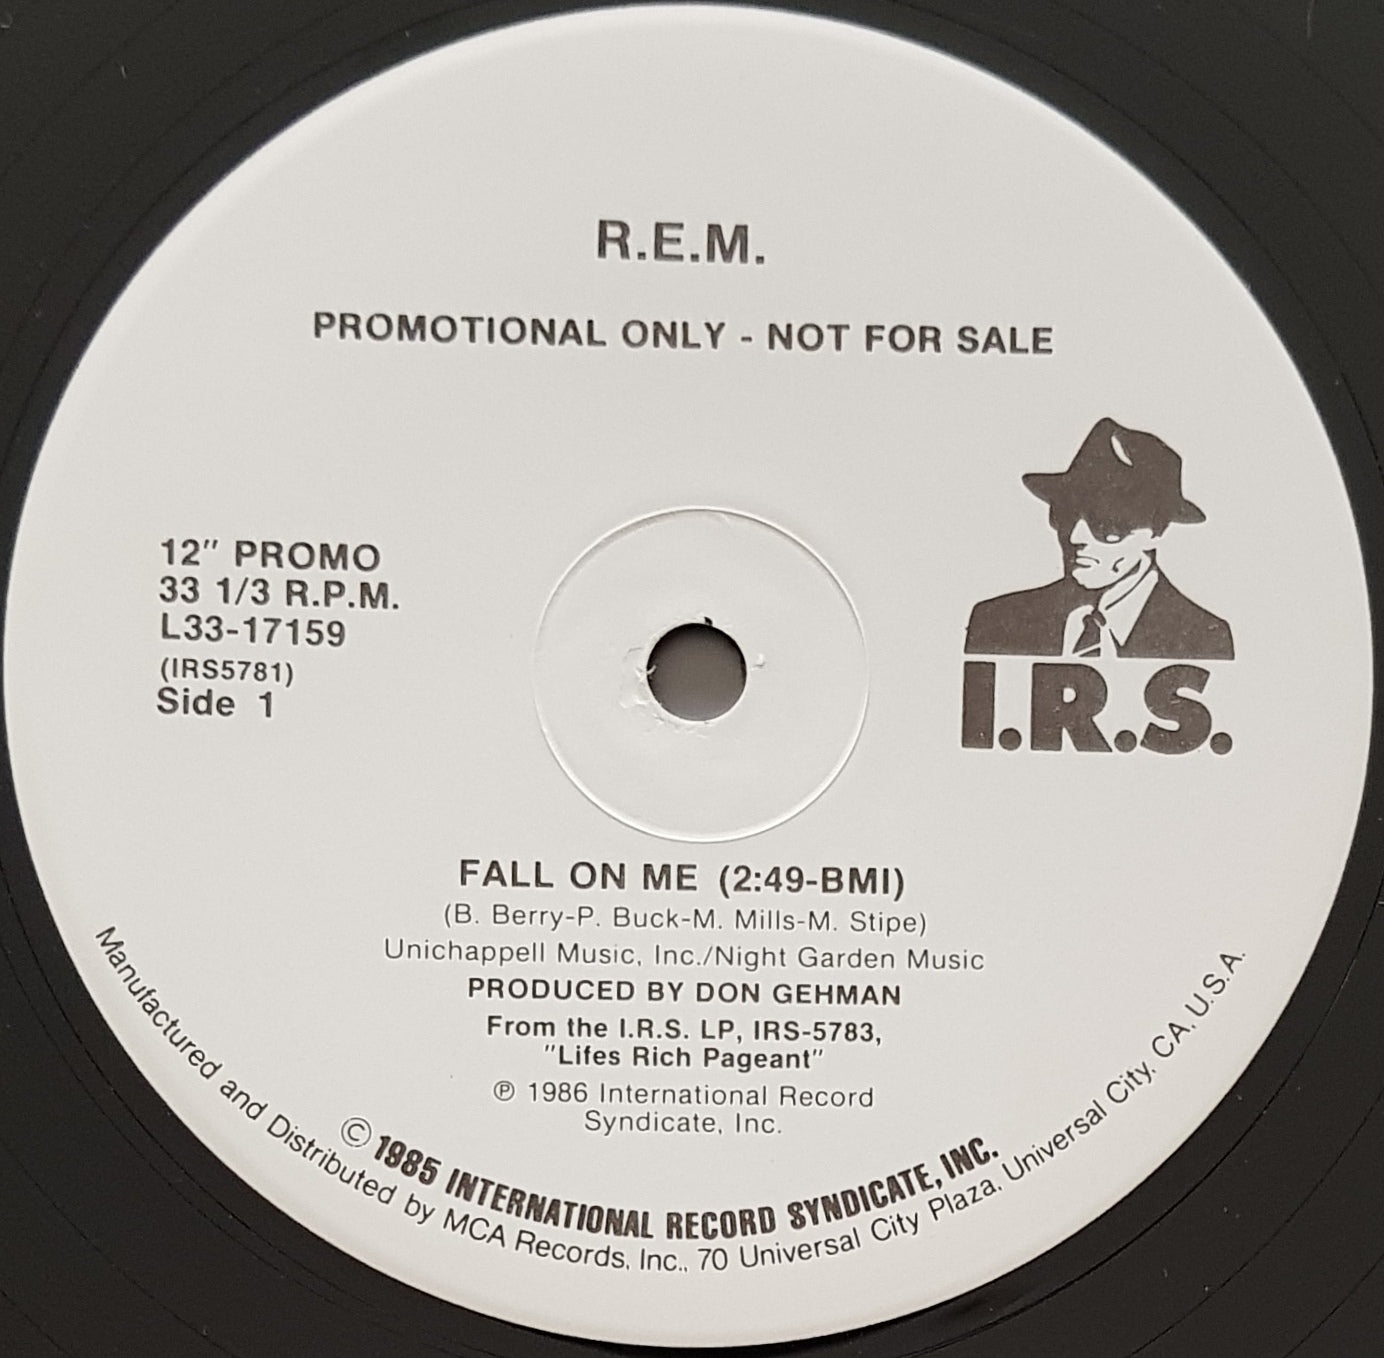 R.E.M.
PROMOTIONAL ONLY - NOT FOR SALE
12" PROMO
33 1/3 R.P.M.
L33-17159
(IRS5781)
Side 1
I.R.S.
FALL ON ME (2:49-BMI)
(B. Berry-P. Buck-M. Mills-M. Stipe)
Unichappell Music, Inc./Night Garden Music
PRODUCED BY DON GEHMAN
From the I.R.S. LP, IRS-5783,
"Lifes Rich Pageant"
℗ 1986 International Record
Syndicate, Inc.
© 1985 INTERNATIONAL RECORD SYNDICATE, INC.
Manufactured and Distributed by MCA Records, Inc., 70 Universal City Plaza, Universal City, CA, U.S.A.